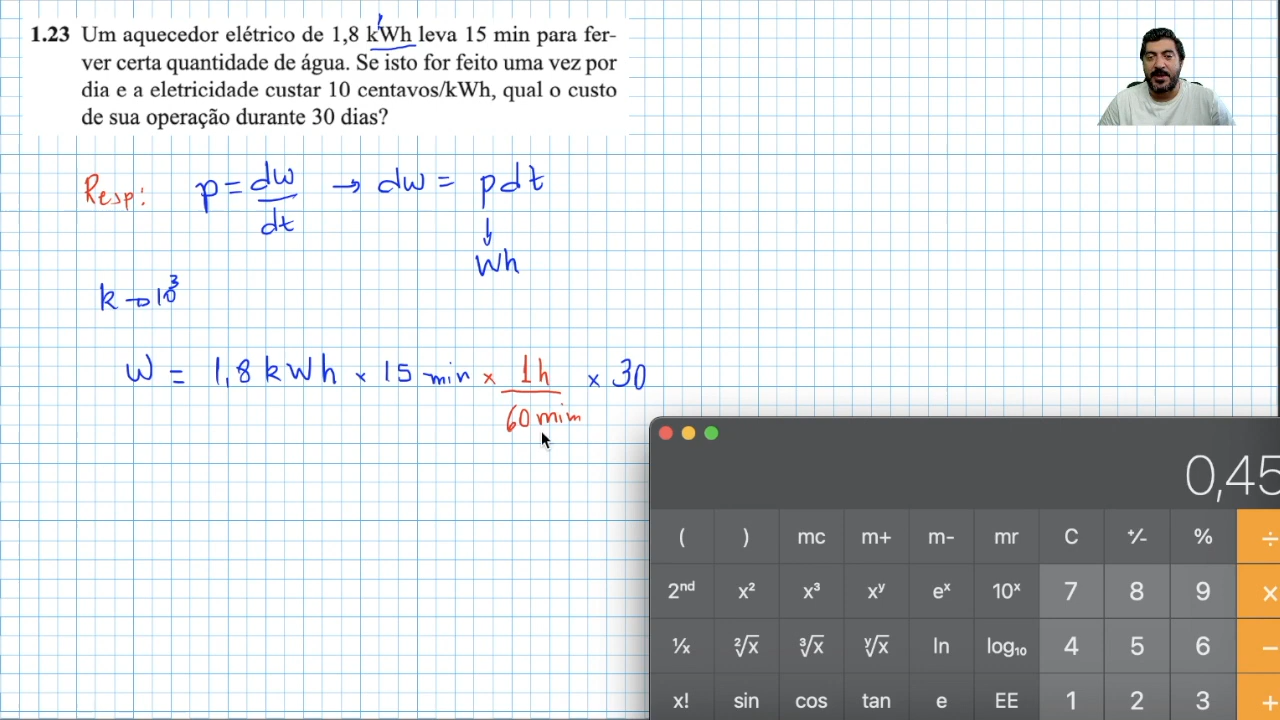 1.23 Um aquecedor elétrico de 1,8 kWh leva 15 min para fer-
ver certa quantidade de água. Se isto for feito uma vez por
dia e a eletricidade custar 10 centavos/kWh, qual o custo
de sua operação durante 30 dias?
Resp: p = dw/dt → dw = p dt
↓
Wh
k → 10³
W = 1,8 kWh × 15 min × 1h/60 mim × 30
0,45
( ) mc m+ m- mr C +/- % ÷
2nd x² x³ xʸ eˣ 10ˣ 7 8 9 ×
1/x ²√x ³√x ʸ√x ln log₁₀ 4 5 6 −
x! sin cos tan e EE 1 2 3 +